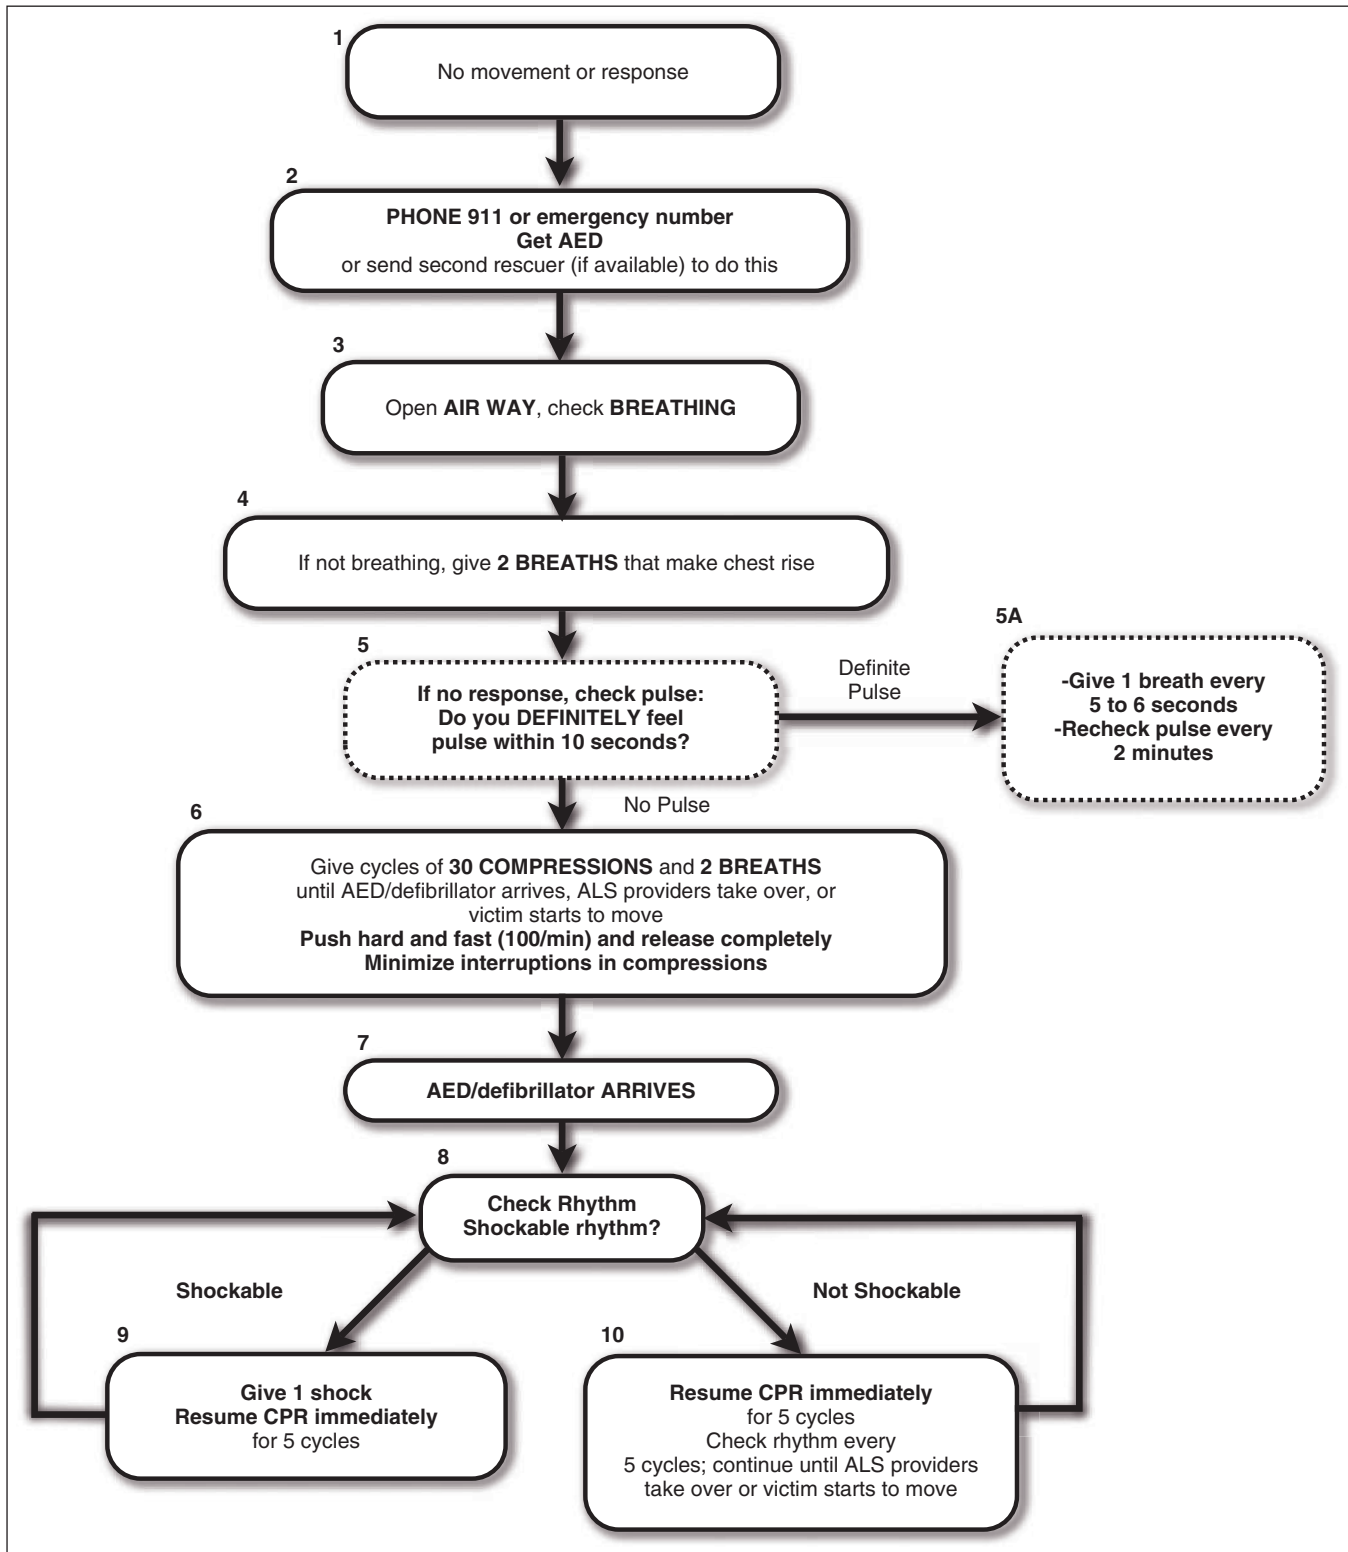 1
No movement or response
2
PHONE 911 or emergency number
Get AED
or send second rescuer (if available) to do this
3
Open AIR WAY, check BREATHING
4
If not breathing, give 2 BREATHS that make chest rise
5
If no response, check pulse:
Do you DEFINITELY feel
pulse within 10 seconds?
Definite
Pulse
5A
-Give 1 breath every
5 to 6 seconds
-Recheck pulse every
2 minutes
No Pulse
6
Give cycles of 30 COMPRESSIONS and 2 BREATHS
until AED/defibrillator arrives, ALS providers take over, or
victim starts to move
Push hard and fast (100/min) and release completely
Minimize interruptions in compressions
7
AED/defibrillator ARRIVES
8
Check Rhythm
Shockable rhythm?
Shockable
Not Shockable
9
Give 1 shock
Resume CPR immediately
for 5 cycles
10
Resume CPR immediately
for 5 cycles
Check rhythm every
5 cycles; continue until ALS providers
take over or victim starts to move